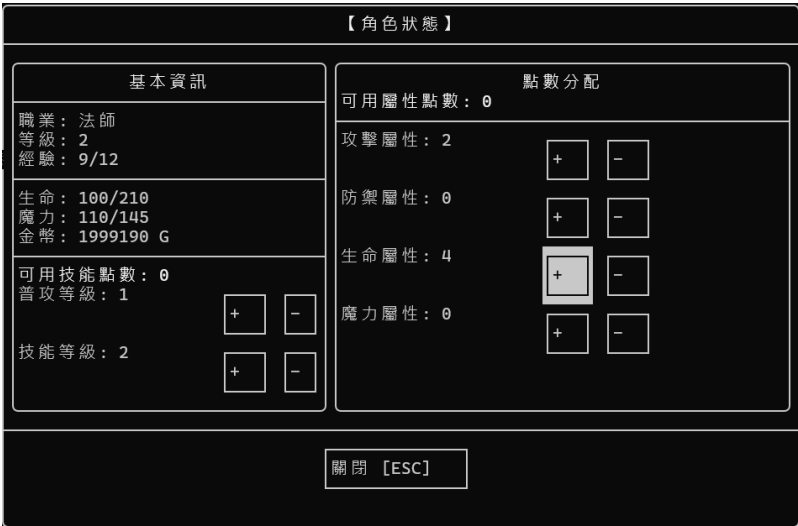 【角色狀態】
基本資訊
職業: 法師
等級: 2
經驗: 9/12
生命: 100/210
魔力: 110/145
金幣: 1999190 G
可用技能點數: 0
普攻等級: 1
+ -
技能等級: 2
+ -
點數分配
可用屬性點數: 0
攻擊屬性: 2
+ -
防禦屬性: 0
+ -
生命屬性: 4
+ -
魔力屬性: 0
+ -
關閉 [ESC]